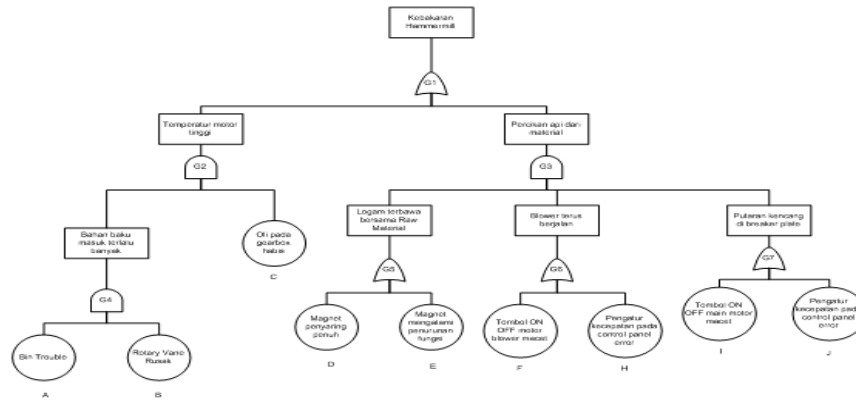 Kebakaran
Hammermill
G1
Temperatur motor
tinggi
Percikan api dari
material
G2
G3
Bahan baku
masuk terlalu
banyak
Oli pada
gearbox
habis
C
Logam terbawa
bersama Raw
Material
Blower terus
berjalan
Putaran kencang
di breaker plate
G4
G5
G6
G7
Bin Trouble
A
Rotary Vane
Rusak
B
Magnet
penyaring
penuh
D
Magnet
mengalami
penurunan
fungsi
E
Tombol ON
OFF motor
blower macet
F
Pengatur
kecepatan pada
control panel
error
H
Tombol ON
OFF main motor
macet
I
Pengatur
kecepatan pada
control panel
error
J